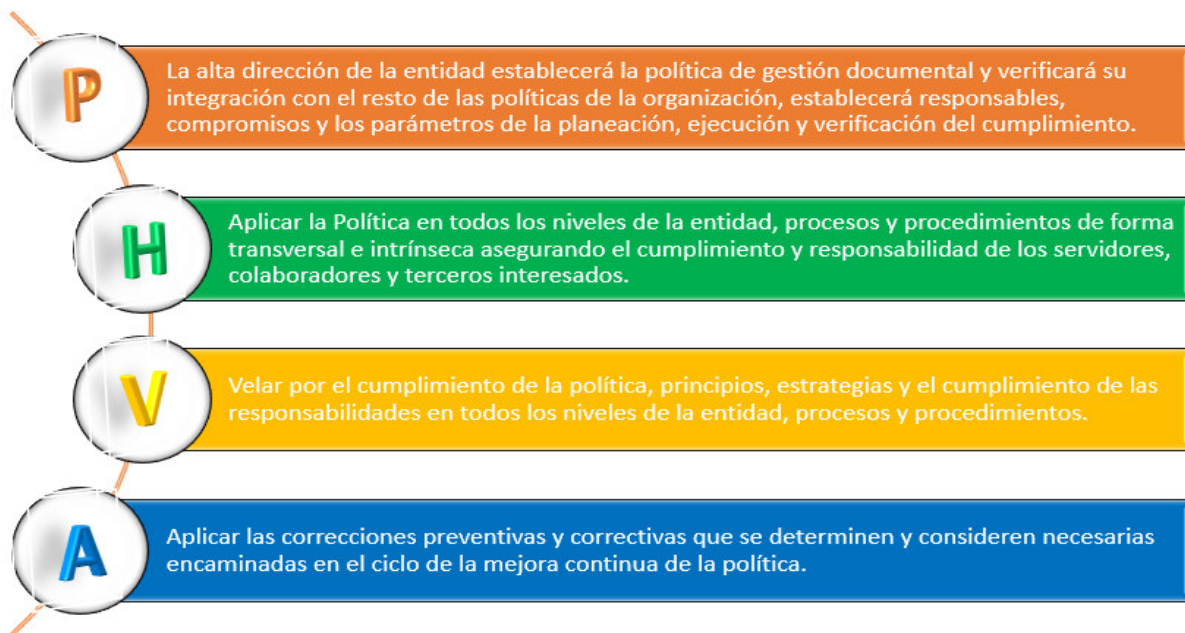 P
La alta dirección de la entidad establecerá la política de gestión documental y verificará su
integración con el resto de las políticas de la organización, establecerá responsables,
compromisos y los parámetros de la planeación, ejecución y verificación del cumplimiento.
H
Aplicar la Política en todos los niveles de la entidad, procesos y procedimientos de forma
transversal e intrínseca asegurando el cumplimiento y responsabilidad de los servidores,
colaboradores y terceros interesados.
V
Velar por el cumplimiento de la política, principios, estrategias y el cumplimiento de las
responsabilidades en todos los niveles de la entidad, procesos y procedimientos.
A
Aplicar las correcciones preventivas y correctivas que se determinen y consideren necesarias
encaminadas en el ciclo de la mejora continua de la política.